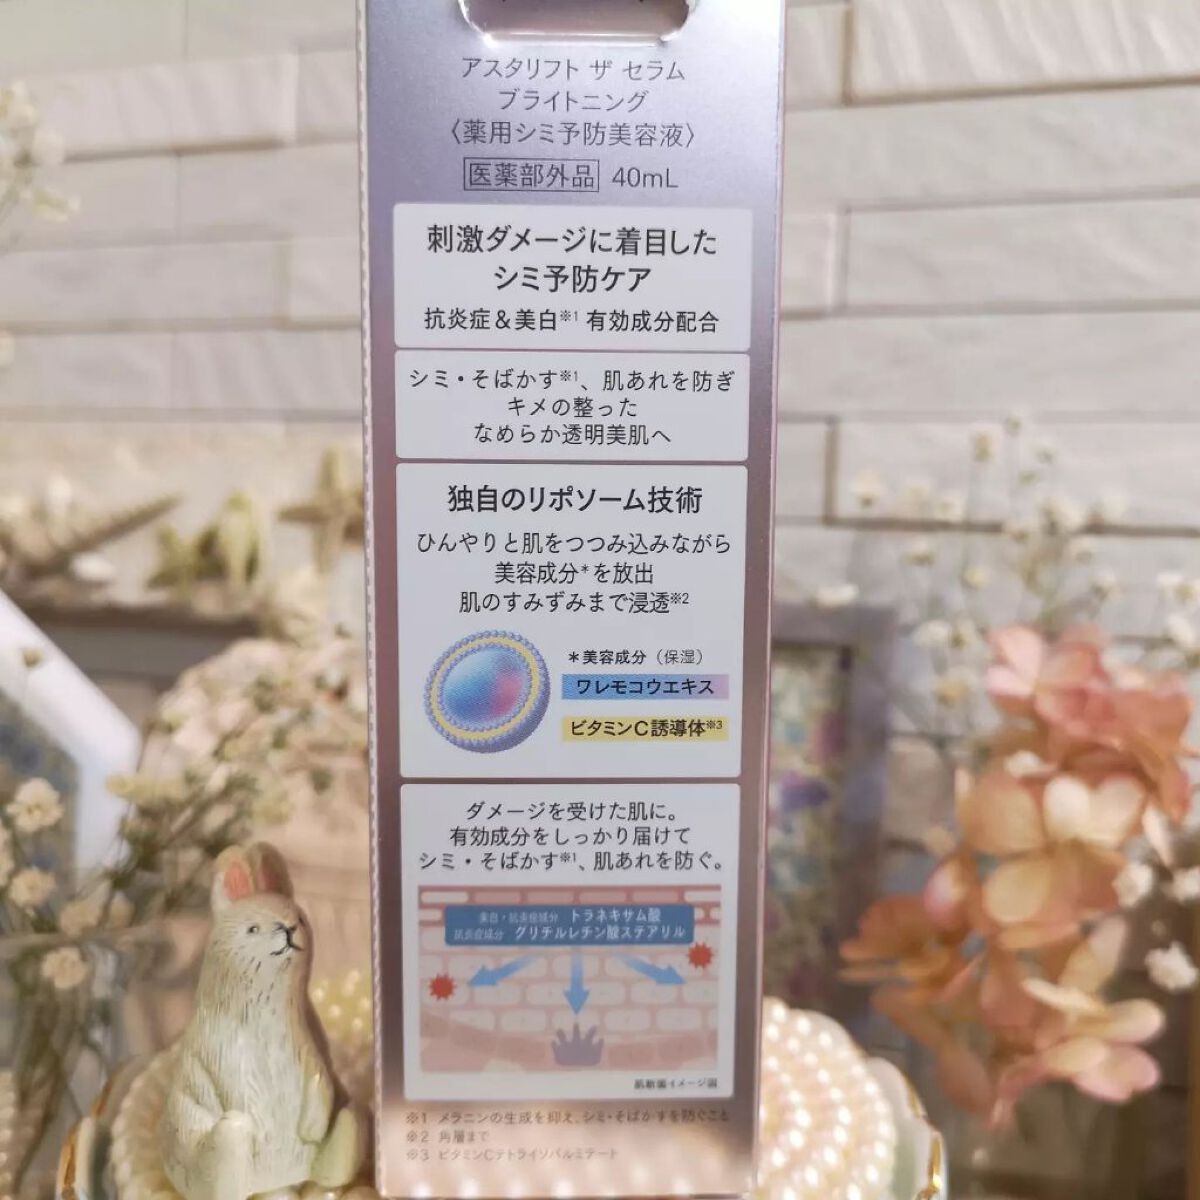 アスタリフト ザ セラム
ブライトニング
〈薬用シミ予防美容液〉
医薬部外品 40mL
刺激ダメージに着目した
シミ予防ケア
抗炎症＆美白※1 有効成分配合
シミ・そばかす※1、肌あれを防ぎ
キメの整った
なめらか透明美肌へ
独自のリポソーム技術
ひんやりと肌をつつみ込みながら
美容成分*を放出
肌のすみずみまで浸透※2
＊美容成分（保湿）
ワレモコウエキス
ビタミンC誘導体※3
ダメージを受けた肌に。
有効成分をしっかり届けて
シミ・そばかす※1、肌あれを防ぐ。
美白・抗炎症成分 トラネキサム酸
抗炎症成分 グリチルレチン酸ステアリル
肌断面イメージ図
※1 メラニンの生成を抑え、シミ・そばかすを防ぐこと
※2 角層まで
※3 ビタミンCテトライソパルミテート